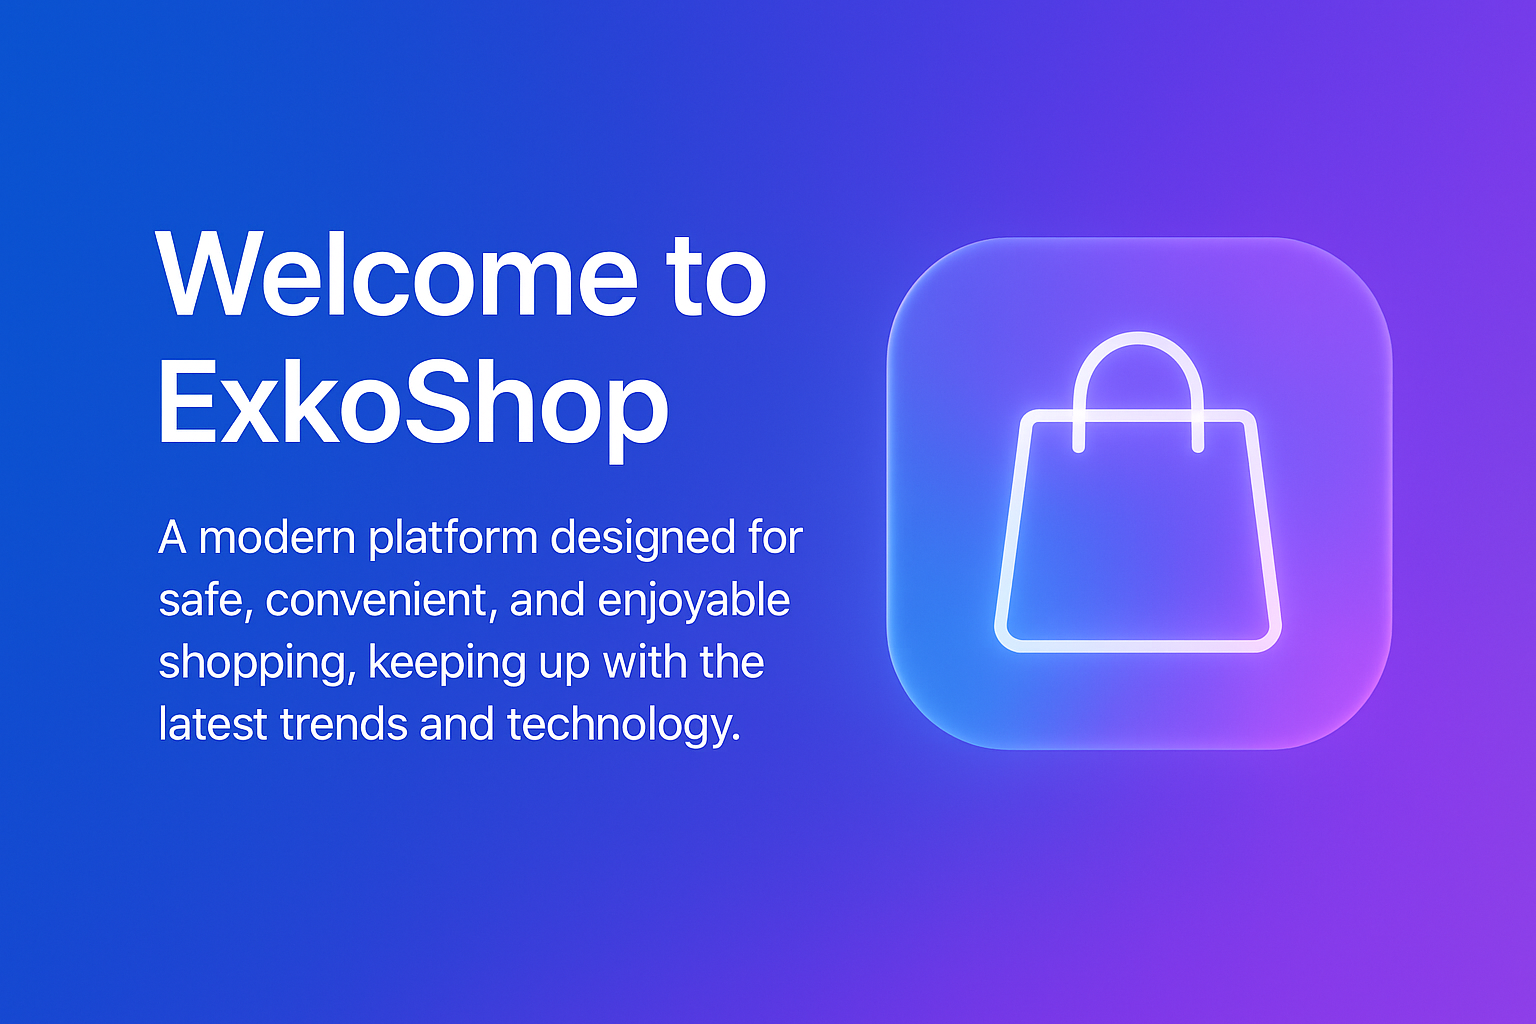 Welcome to
ExkoShop
A modern platform designed for
safe, convenient, and enjoyable
shopping, keeping up with the
latest trends and technology.